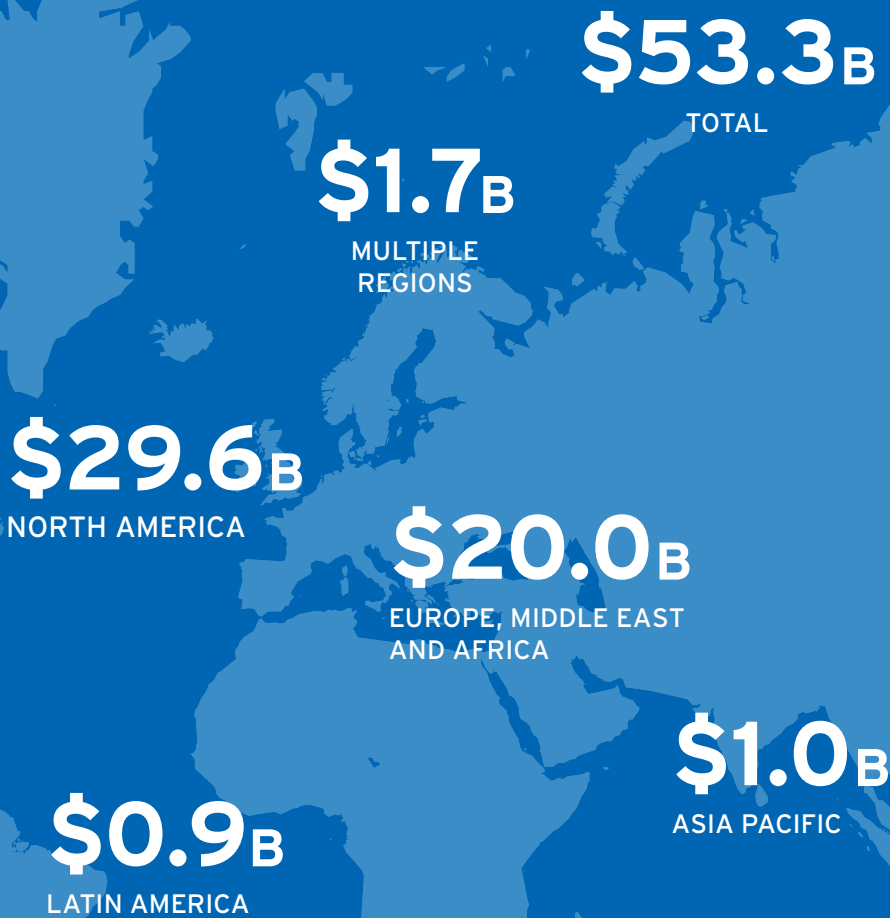 $53.3B
TOTAL
$1.7B
MULTIPLE
REGIONS
$29.6B
NORTH AMERICA
$20.0B
EUROPE, MIDDLE EAST
AND AFRICA
$1.0B
ASIA PACIFIC
$0.9B
LATIN AMERICA